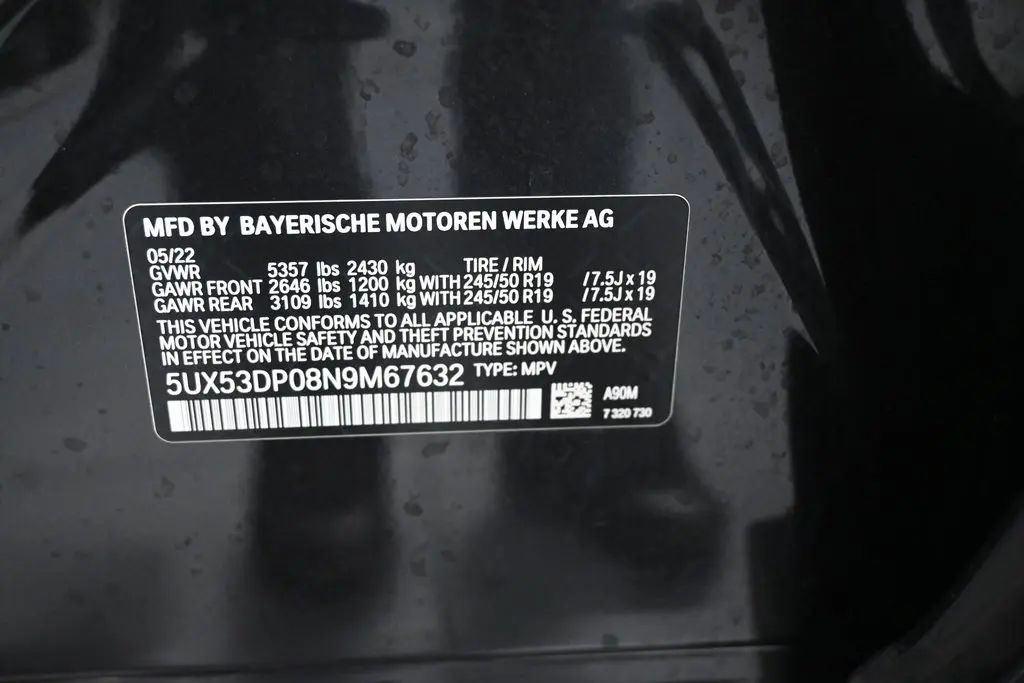 MFD BY BAYERISCHE MOTOREN WERKE AG
05/22
GVWR 5357 lbs 2430 kg TIRE / RIM
GAWR FRONT 2646 lbs 1200 kg WITH 245/50 R19 /7.5J x 19
GAWR REAR 3109 lbs 1410 kg WITH 245/50 R19 /7.5J x 19
THIS VEHICLE CONFORMS TO ALL APPLICABLE U. S. FEDERAL
MOTOR VEHICLE SAFETY AND THEFT PREVENTION STANDARDS
IN EFFECT ON THE DATE OF MANUFACTURE SHOWN ABOVE.
5UX53DP08N9M67632 TYPE: MPV
A90M
7 320 730